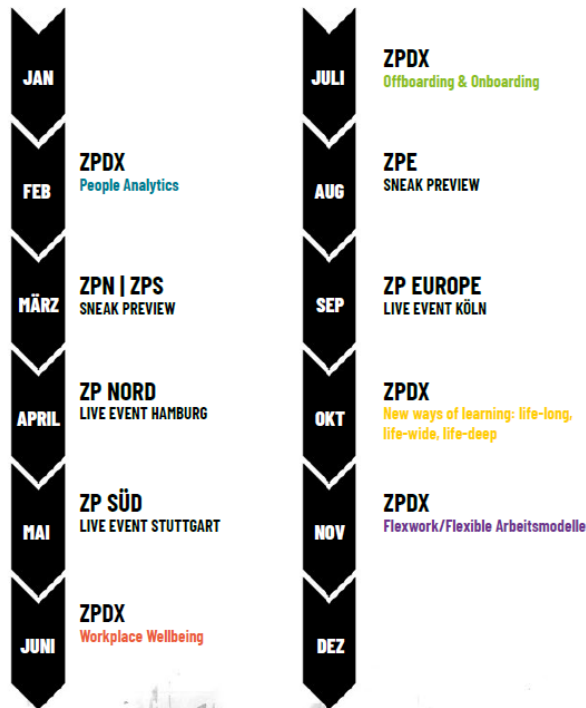 JAN
FEB
ZPDX
People Analytics
MÄRZ
ZPN | ZPS
SNEAK PREVIEW
APRIL
ZP NORD
LIVE EVENT HAMBURG
MAI
ZP SÜD
LIVE EVENT STUTTGART
JUNI
ZPDX
Workplace Wellbeing
JULI
ZPDX
Offboarding & Onboarding
AUG
ZPE
SNEAK PREVIEW
SEP
ZP EUROPE
LIVE EVENT KÖLN
OKT
ZPDX
New ways of learning: life-long,
life-wide, life-deep
NOV
ZPDX
Flexwork/Flexible Arbeitsmodelle
DEZ